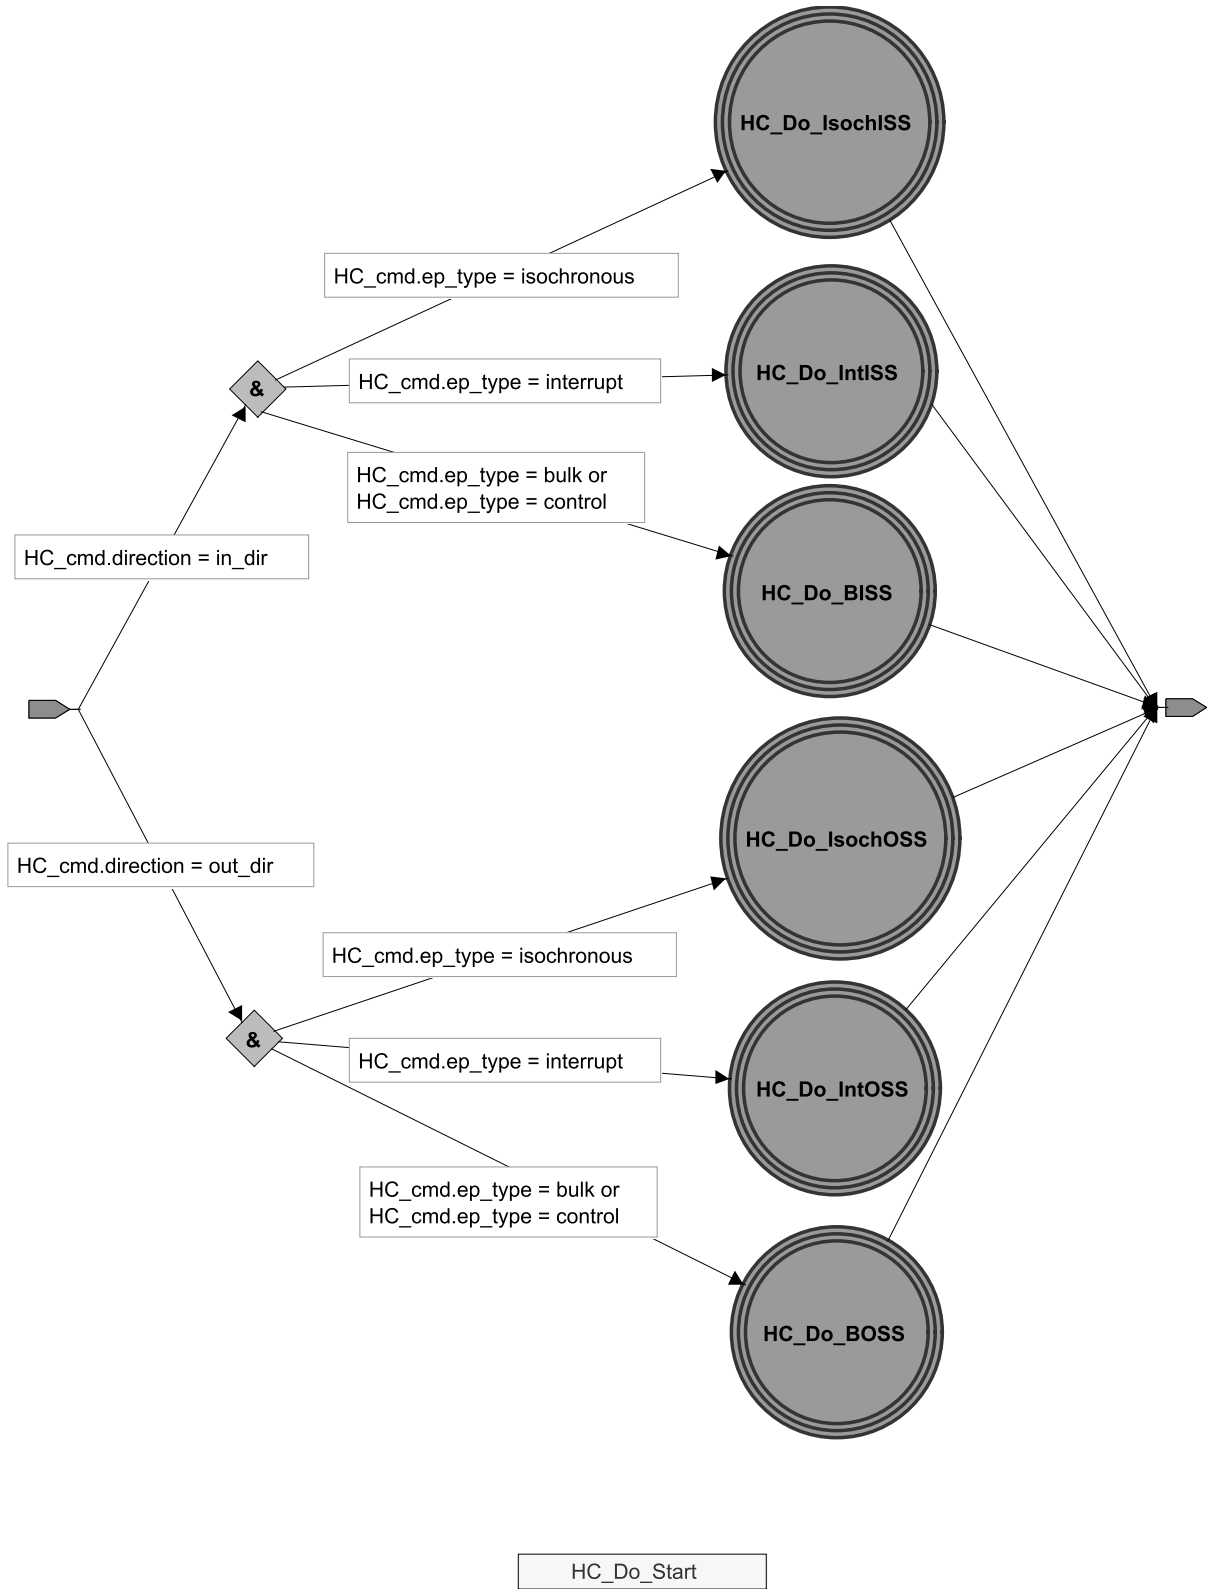 HC_Do_IsochISS
HC_cmd.ep_type = isochronous
HC_Do_IntISS
HC_cmd.ep_type = interrupt
&
HC_cmd.ep_type = bulk or
HC_cmd.ep_type = control
HC_cmd.direction = in_dir
HC_Do_BISS
HC_Do_IsochOSS
HC_cmd.direction = out_dir
HC_cmd.ep_type = isochronous
&
HC_cmd.ep_type = interrupt
HC_Do_IntOSS
HC_cmd.ep_type = bulk or
HC_cmd.ep_type = control
HC_Do_BOSS
HC_Do_Start